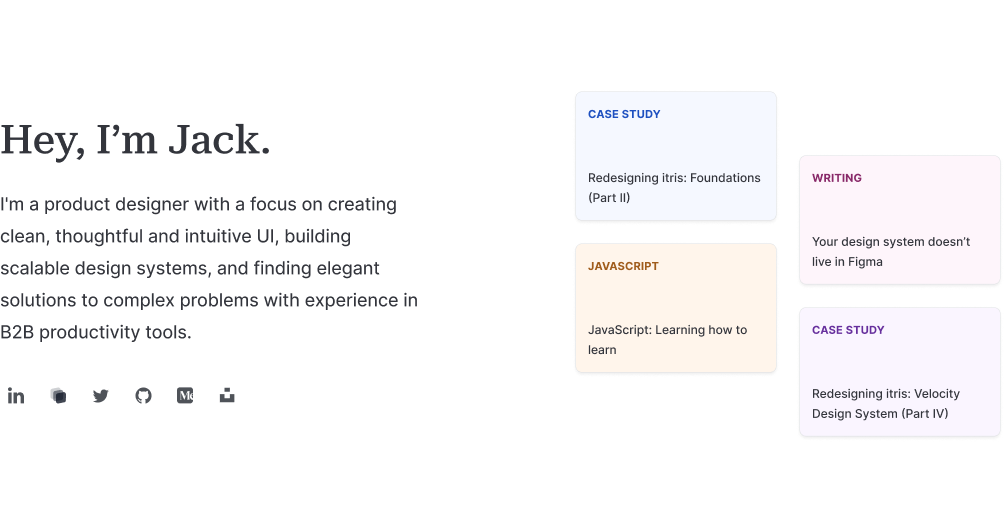 Hey, I’m Jack.
I'm a product designer with a focus on creating
clean, thoughtful and intuitive UI, building
scalable design systems, and finding elegant
solutions to complex problems with experience in
B2B productivity tools.
CASE STUDY
Redesigning itris: Foundations
(Part II)
JAVASCRIPT
JavaScript: Learning how to
learn
WRITING
Your design system doesn’t
live in Figma
CASE STUDY
Redesigning itris: Velocity
Design System (Part IV)